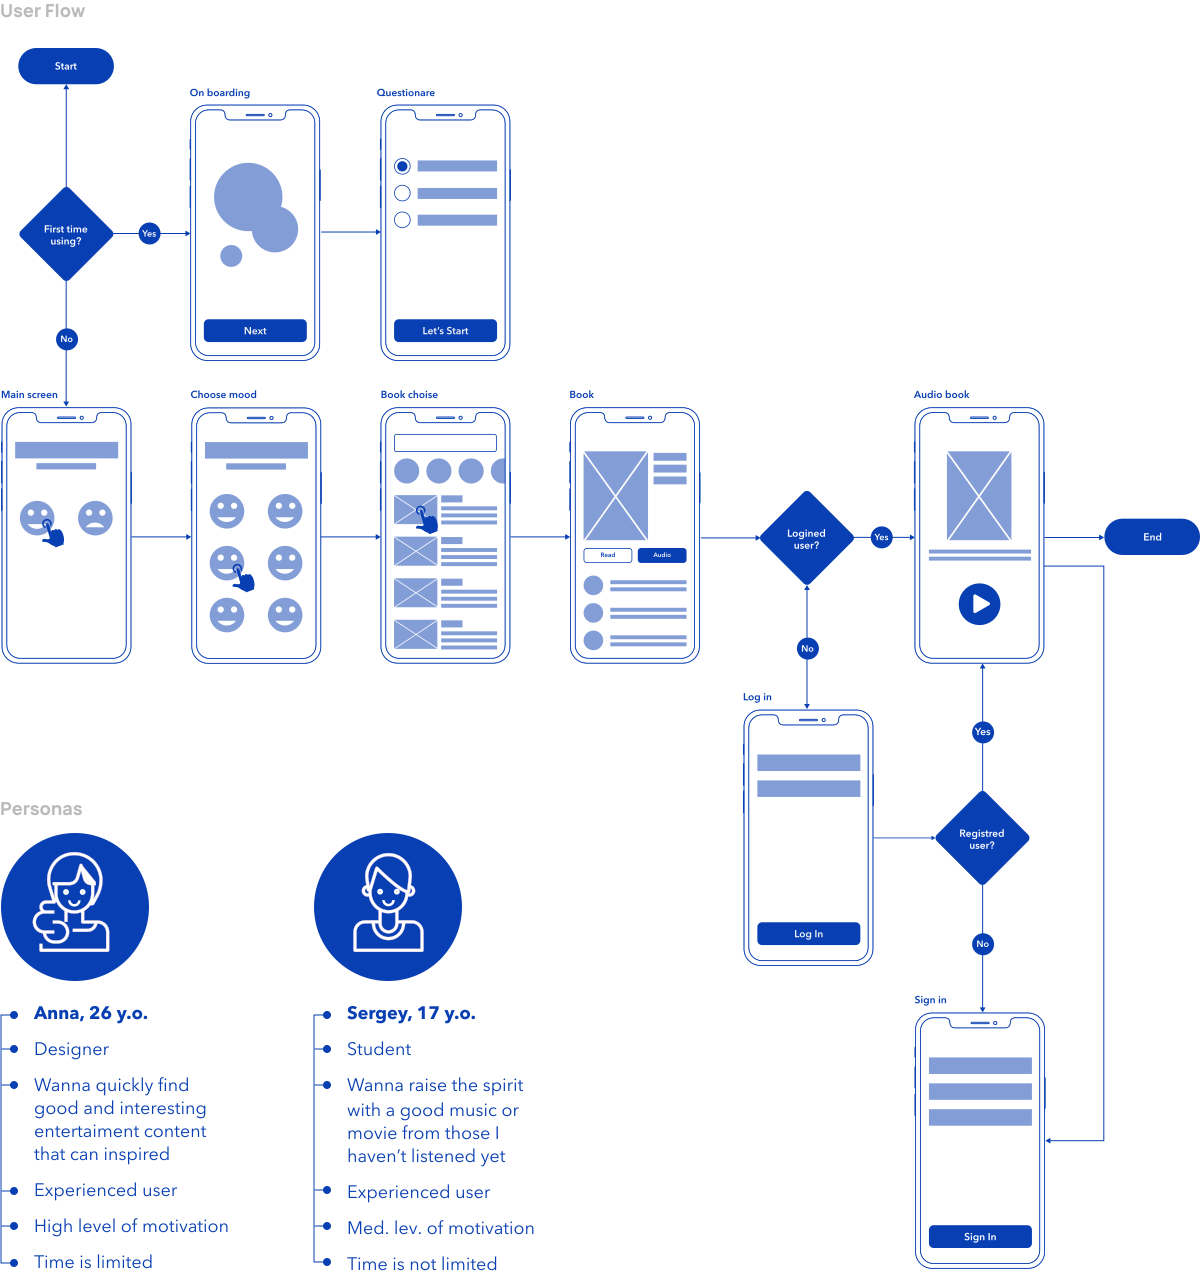 User Flow
Start
On boarding
Questionare
First time
using?
Yes
Next
Let's Start
No
Main screen
Choose mood
Book choise
Book
Audio book
Read
Audio
Logined
user?
Yes
End
No
Log in
Yes
Registred
user?
Log In
No
Sign in
Sign In
Personas
Anna, 26 y.o.
Designer
Wanna quickly find
good and interesting
entertaiment content
that can inspired
Experienced user
High level of motivation
Time is limited
Sergey, 17 y.o.
Student
Wanna raise the spirit
with a good music or
movie from those I
haven't listened yet
Experienced user
Med. lev. of motivation
Time is not limited